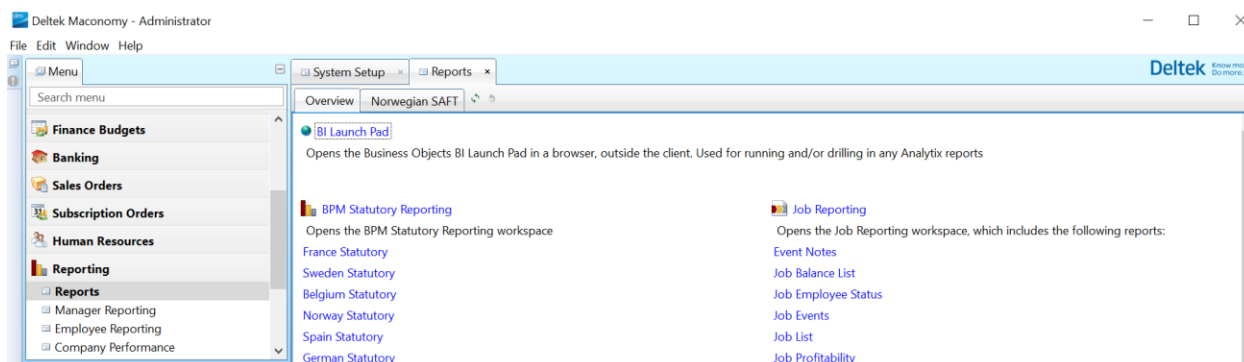 Deltek Maconomy - Administrator
File Edit Window Help
Menu
System Setup
Reports
Deltek
Search menu
Overview
Norwegian SAFT
Finance Budgets
Banking
Sales Orders
Subscription Orders
Human Resources
Reporting
Reports
Manager Reporting
Employee Reporting
Company Performance
BI Launch Pad
Opens the Business Objects BI Launch Pad in a browser, outside the client. Used for running and/or drilling in any Analytix reports
BPM Statutory Reporting
Opens the BPM Statutory Reporting workspace
France Statutory
Sweden Statutory
Belgium Statutory
Norway Statutory
Spain Statutory
German Statutory
Job Reporting
Opens the Job Reporting workspace, which includes the following reports:
Event Notes
Job Balance List
Job Employee Status
Job Events
Job List
Job Profitability